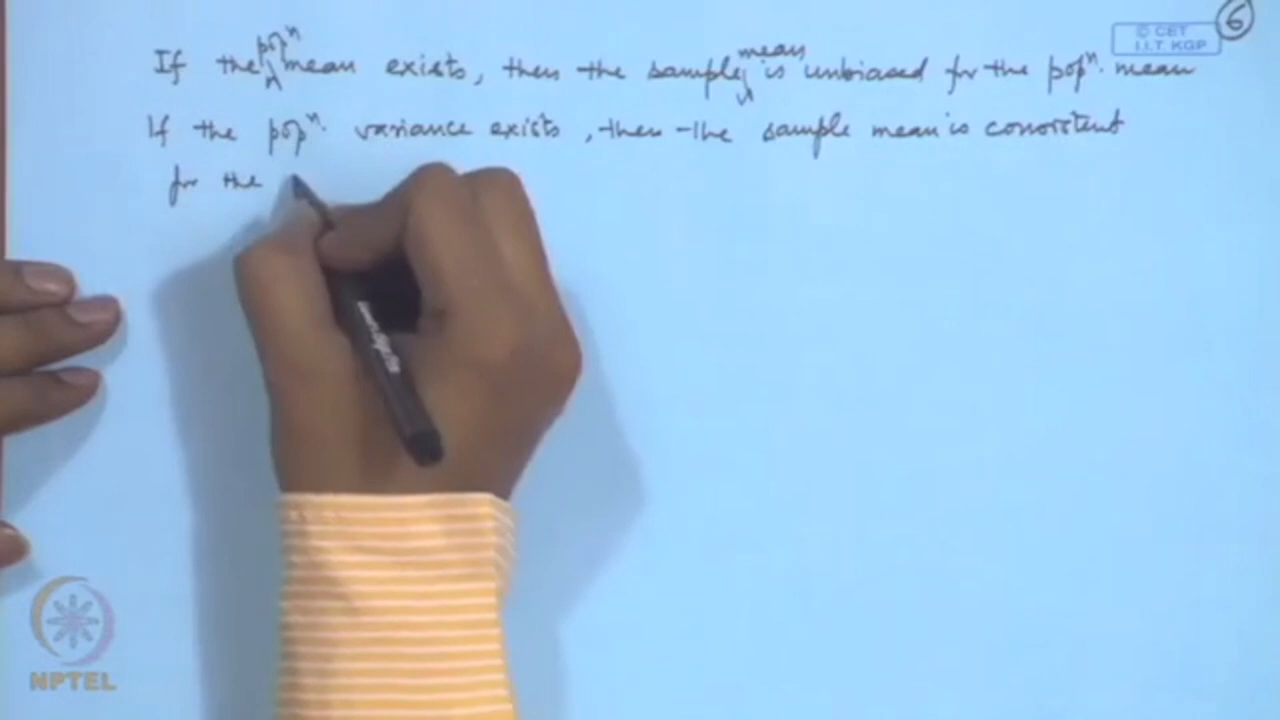 6
© CET
I.I.T. KGP
If the popⁿ mean exists, then the sample mean is unbiased for the popⁿ. mean
If the popⁿ. variance exists, then the sample mean is consistent
for the
NPTEL